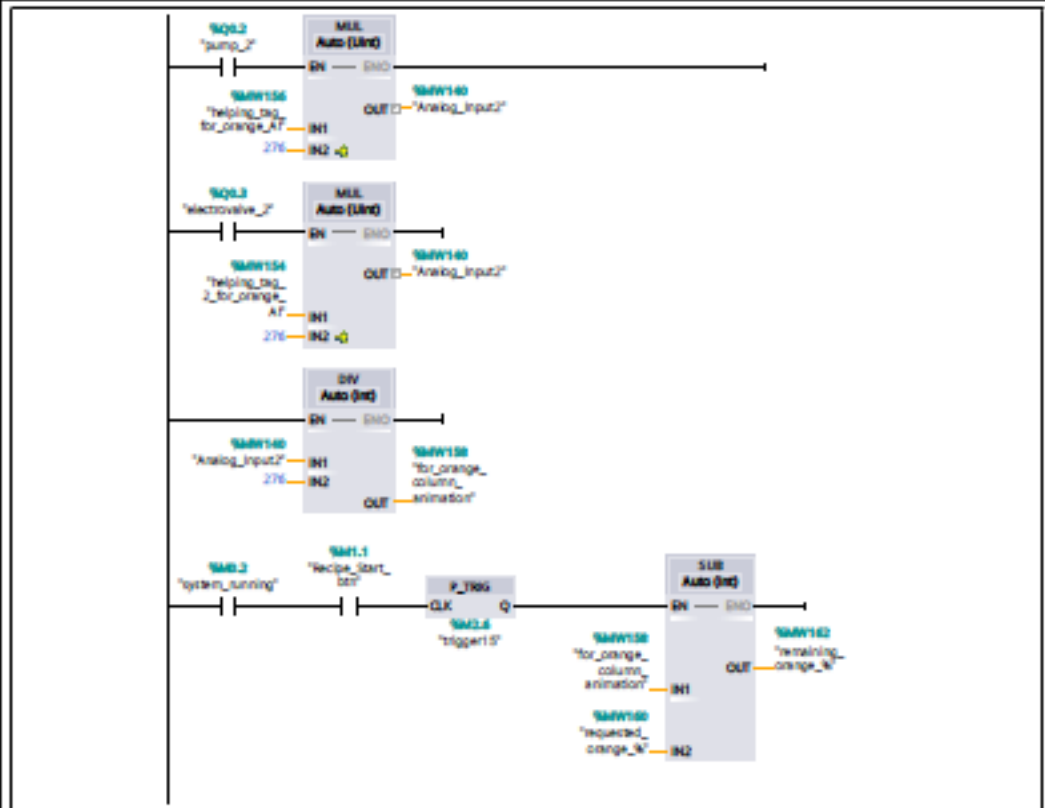 %Q0.2
"pump_2"
MUL
Auto (UInt)
EN
ENO
%MW156
"helping_tag_
for_orange_AI"
IN1
276
IN2
OUT
%MW140
"Analog_Input2"
%Q0.3
"electrovalve_2"
MUL
Auto (UInt)
EN
ENO
%MW154
"helping_tag_
2_for_orange_
AI"
IN1
276
IN2
OUT
%MW140
"Analog_Input2"
DIV
Auto (Int)
EN
ENO
%MW140
"Analog_Input2"
IN1
276
IN2
OUT
%MW158
"for_orange_
column_
animation"
"system_running"
%M1.1
"Recipe_Start_
btn"
P_TRIG
CLK
Q
%M2.6
"trigger15"
SUB
Auto (Int)
EN
ENO
%MW158
"for_orange_
column_
animation"
IN1
%MW160
"requested_
orange_%"
IN2
OUT
%MW162
"remaining_
orange_%"